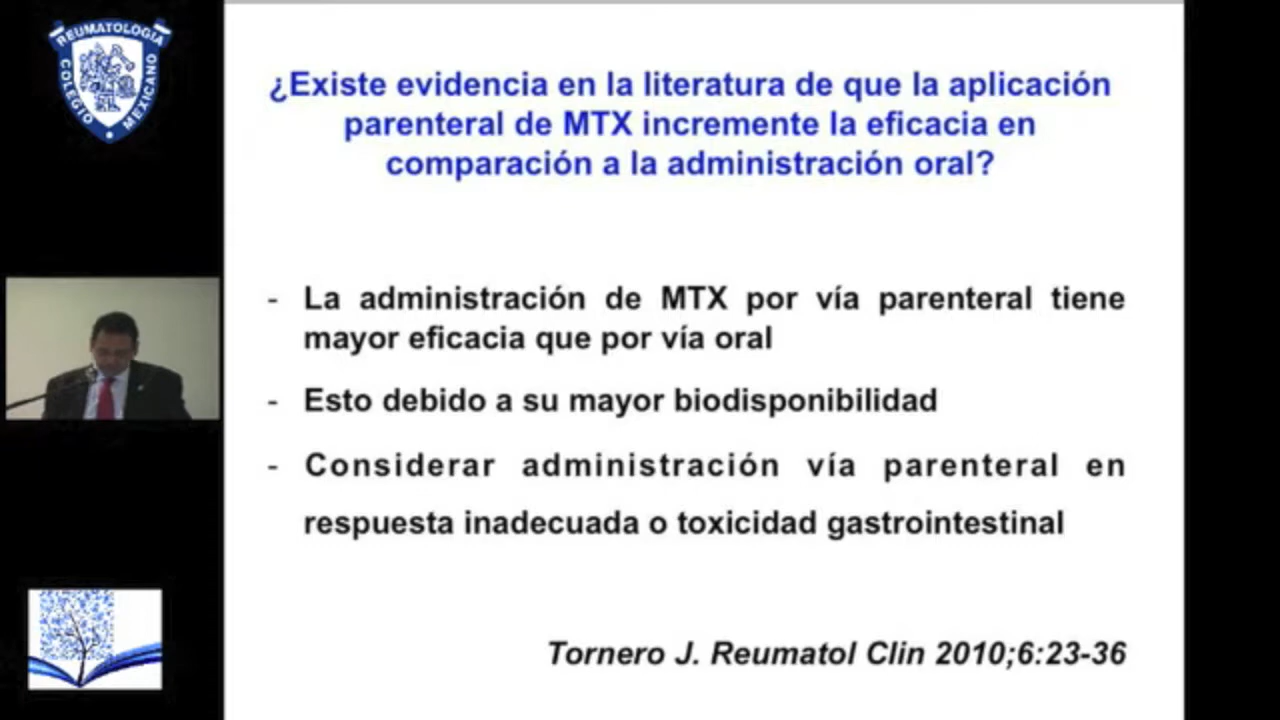 REUMATOLOGIA
COLEGIO MEXICANO
¿Existe evidencia en la literatura de que la aplicación
parenteral de MTX incremente la eficacia en
comparación a la administración oral?
- La administración de MTX por vía parenteral tiene
mayor eficacia que por vía oral
- Esto debido a su mayor biodisponibilidad
- Considerar administración vía parenteral en
respuesta inadecuada o toxicidad gastrointestinal
Tornero J. Reumatol Clin 2010;6:23-36